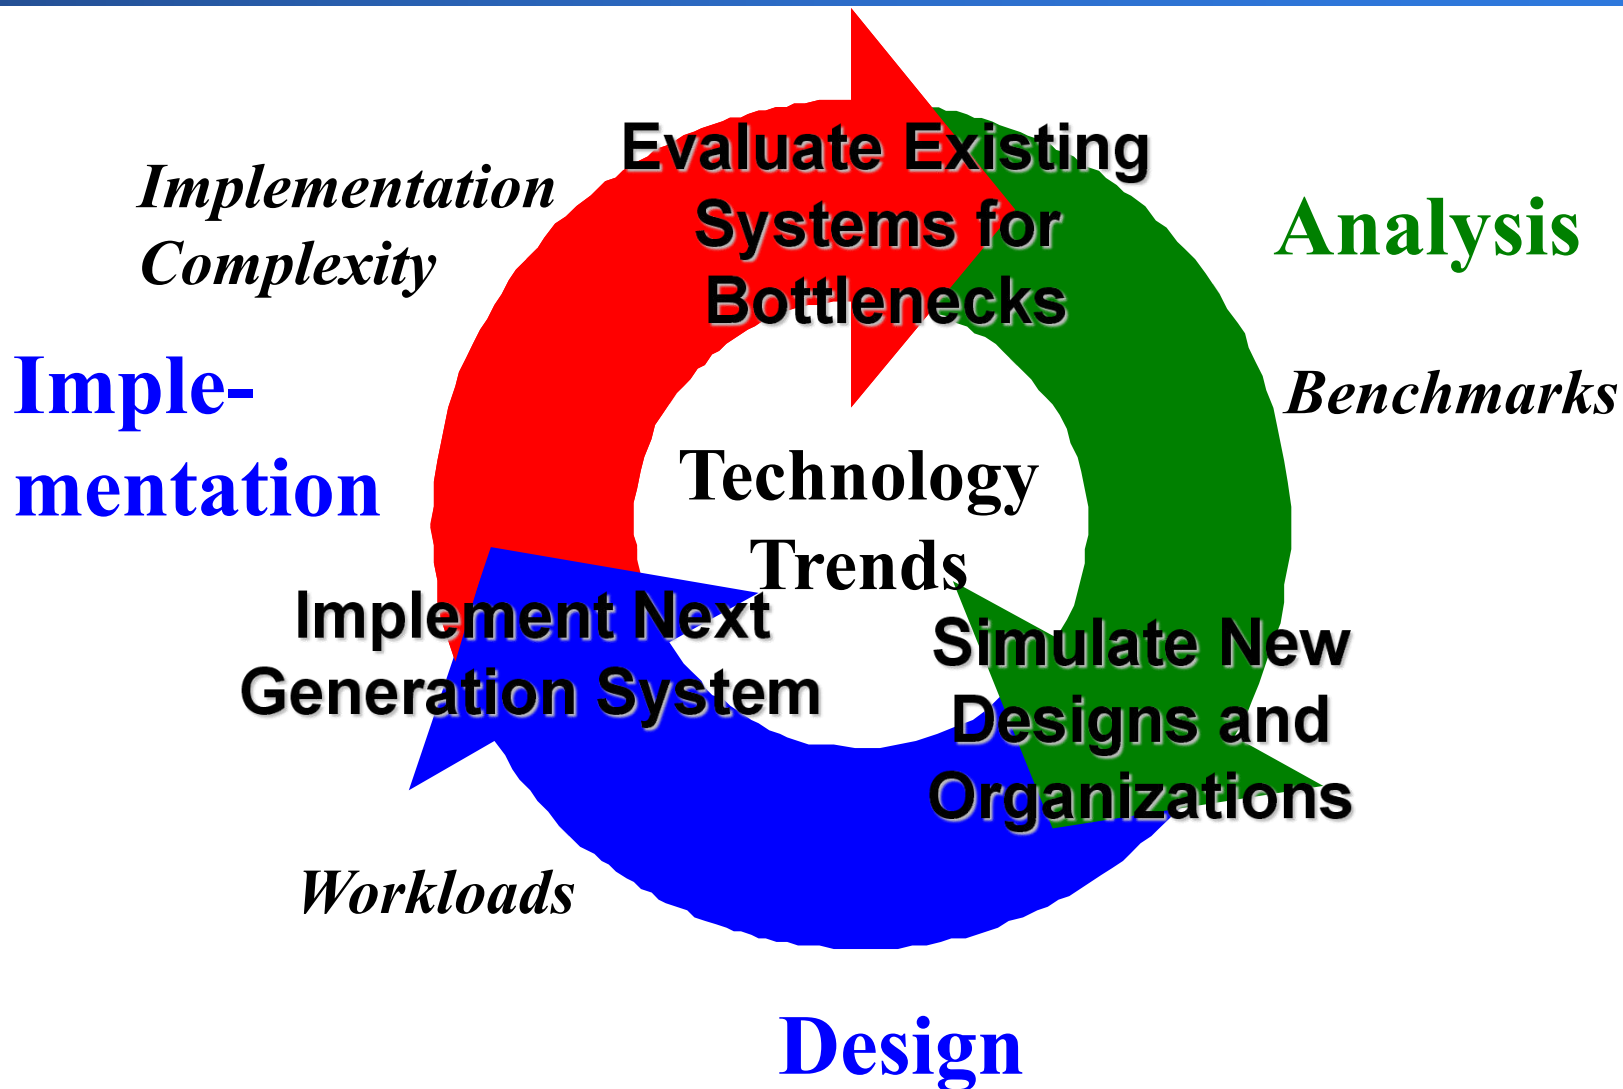 Evaluate Existing
Systems for
Bottlenecks
Implementation
Complexity
Analysis
Imple-
mentation
Benchmarks
Technology
Trends
Implement Next
Generation System
Simulate New
Designs and
Organizations
Workloads
Design